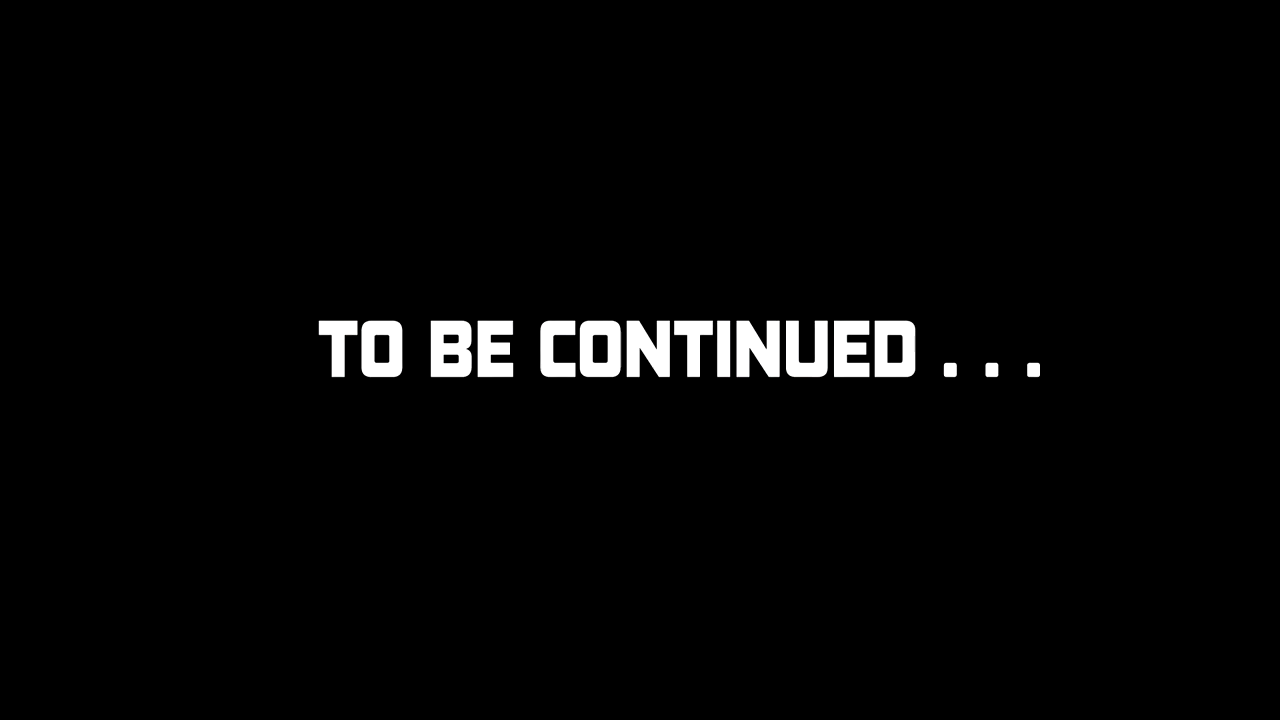 TO BE CONTINUED . . .